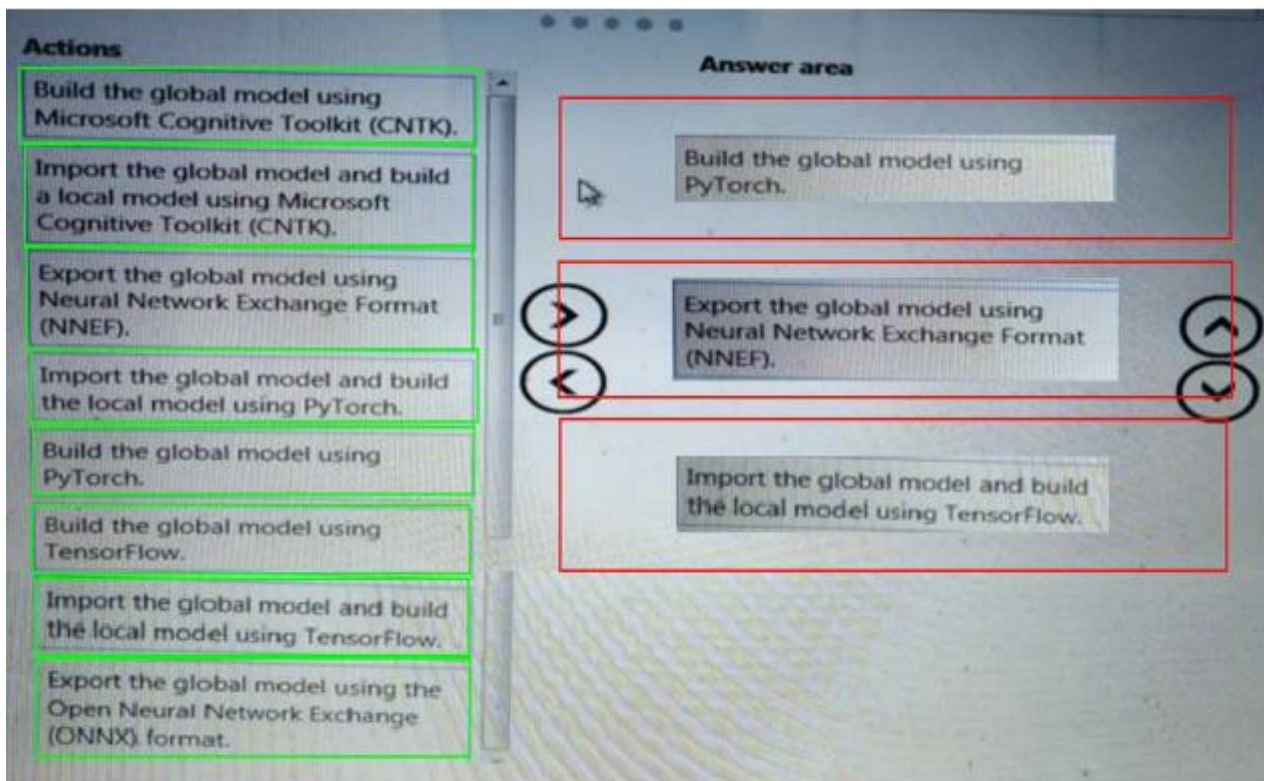 Actions
Build the global model using
Microsoft Cognitive Toolkit (CNTK).
Import the global model and build
a local model using Microsoft
Cognitive Toolkit (CNTK).
Export the global model using
Neural Network Exchange Format
(NNEF).
Import the global model and build
the local model using PyTorch.
Build the global model using
PyTorch.
Build the global model using
TensorFlow.
Import the global model and build
the local model using TensorFlow.
Export the global model using the
Open Neural Network Exchange
(ONNX) format.
Answer area
Build the global model using
PyTorch.
Export the global model using
Neural Network Exchange Format
(NNEF).
Import the global model and build
the local model using TensorFlow.